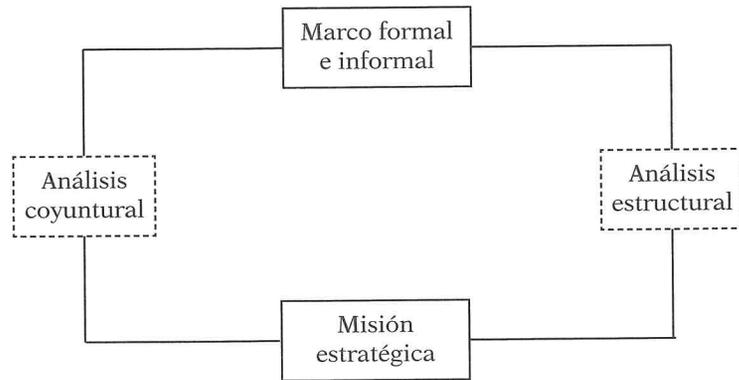 Marco formal
e informal
Análisis
coyuntural
Análisis
estructural
Misión
estratégica